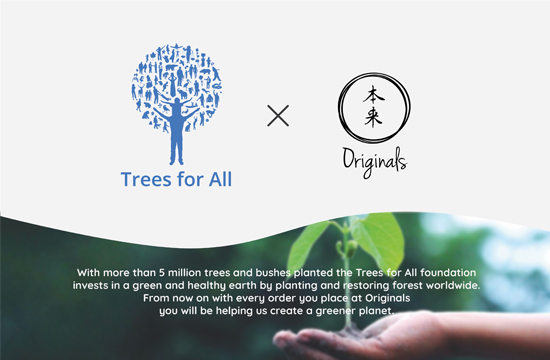 Trees for All
本
来
Originals
With more than 5 million trees and bushes planted the Trees for All foundation
invests in a green and healthy earth by planting and restoring forest worldwide.
From now on with every order you place at Originals
you will be helping us create a greener planet.